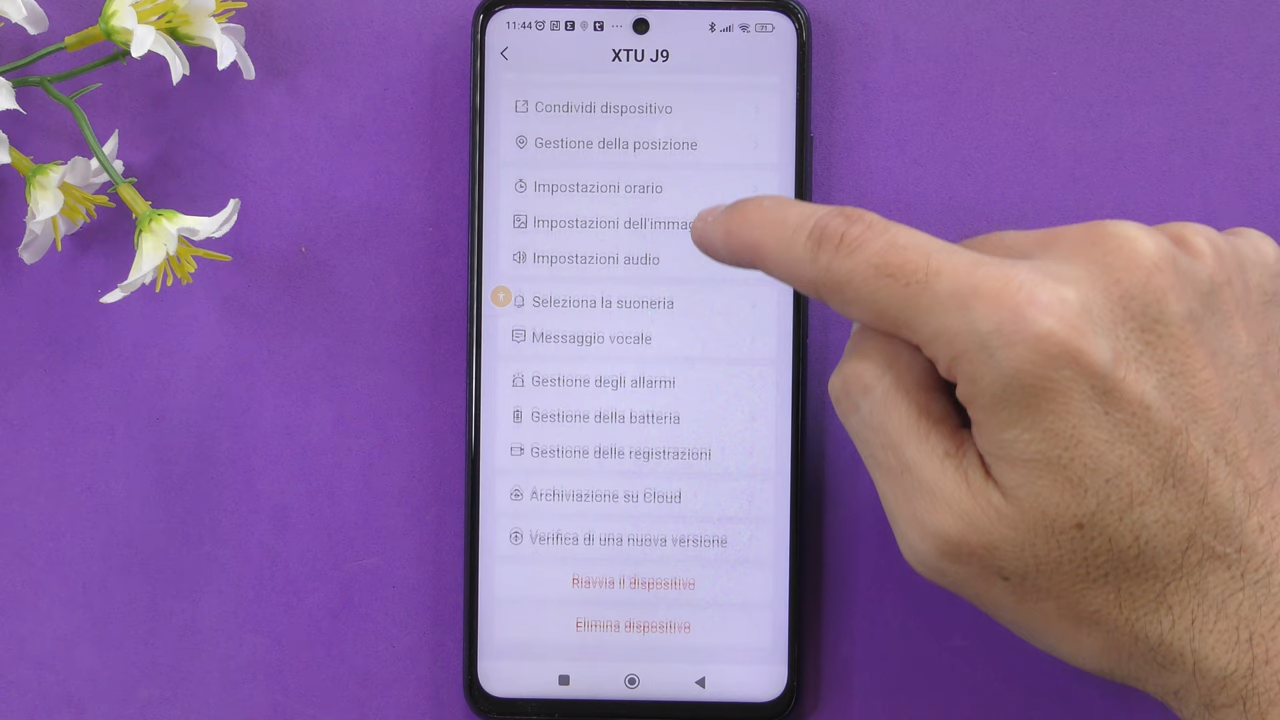 11:44
71
XTU J9
Condividi dispositivo
Gestione della posizione
Impostazioni orario
Impostazioni dell'immag
Impostazioni audio
Seleziona la suoneria
Messaggio vocale
Gestione degli allarmi
Gestione della batteria
Gestione delle registrazioni
Archiviazione su Cloud
Verifica di una nuova versione
Riavvia il dispositivo
Elimina dispositivo